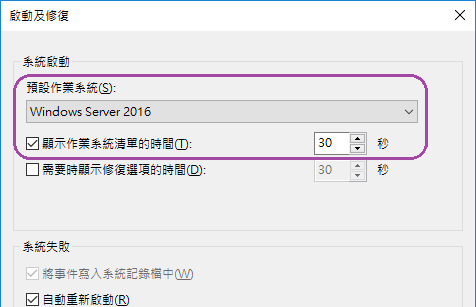 啟動及修復
系統啟動
預設作業系統(S):
Windows Server 2016
顯示作業系統清單的時間(T): 30 秒
需要時顯示修復選項的時間(D): 30 秒
系統失敗
將事件寫入系統記錄檔中(W)
自動重新啟動(R)